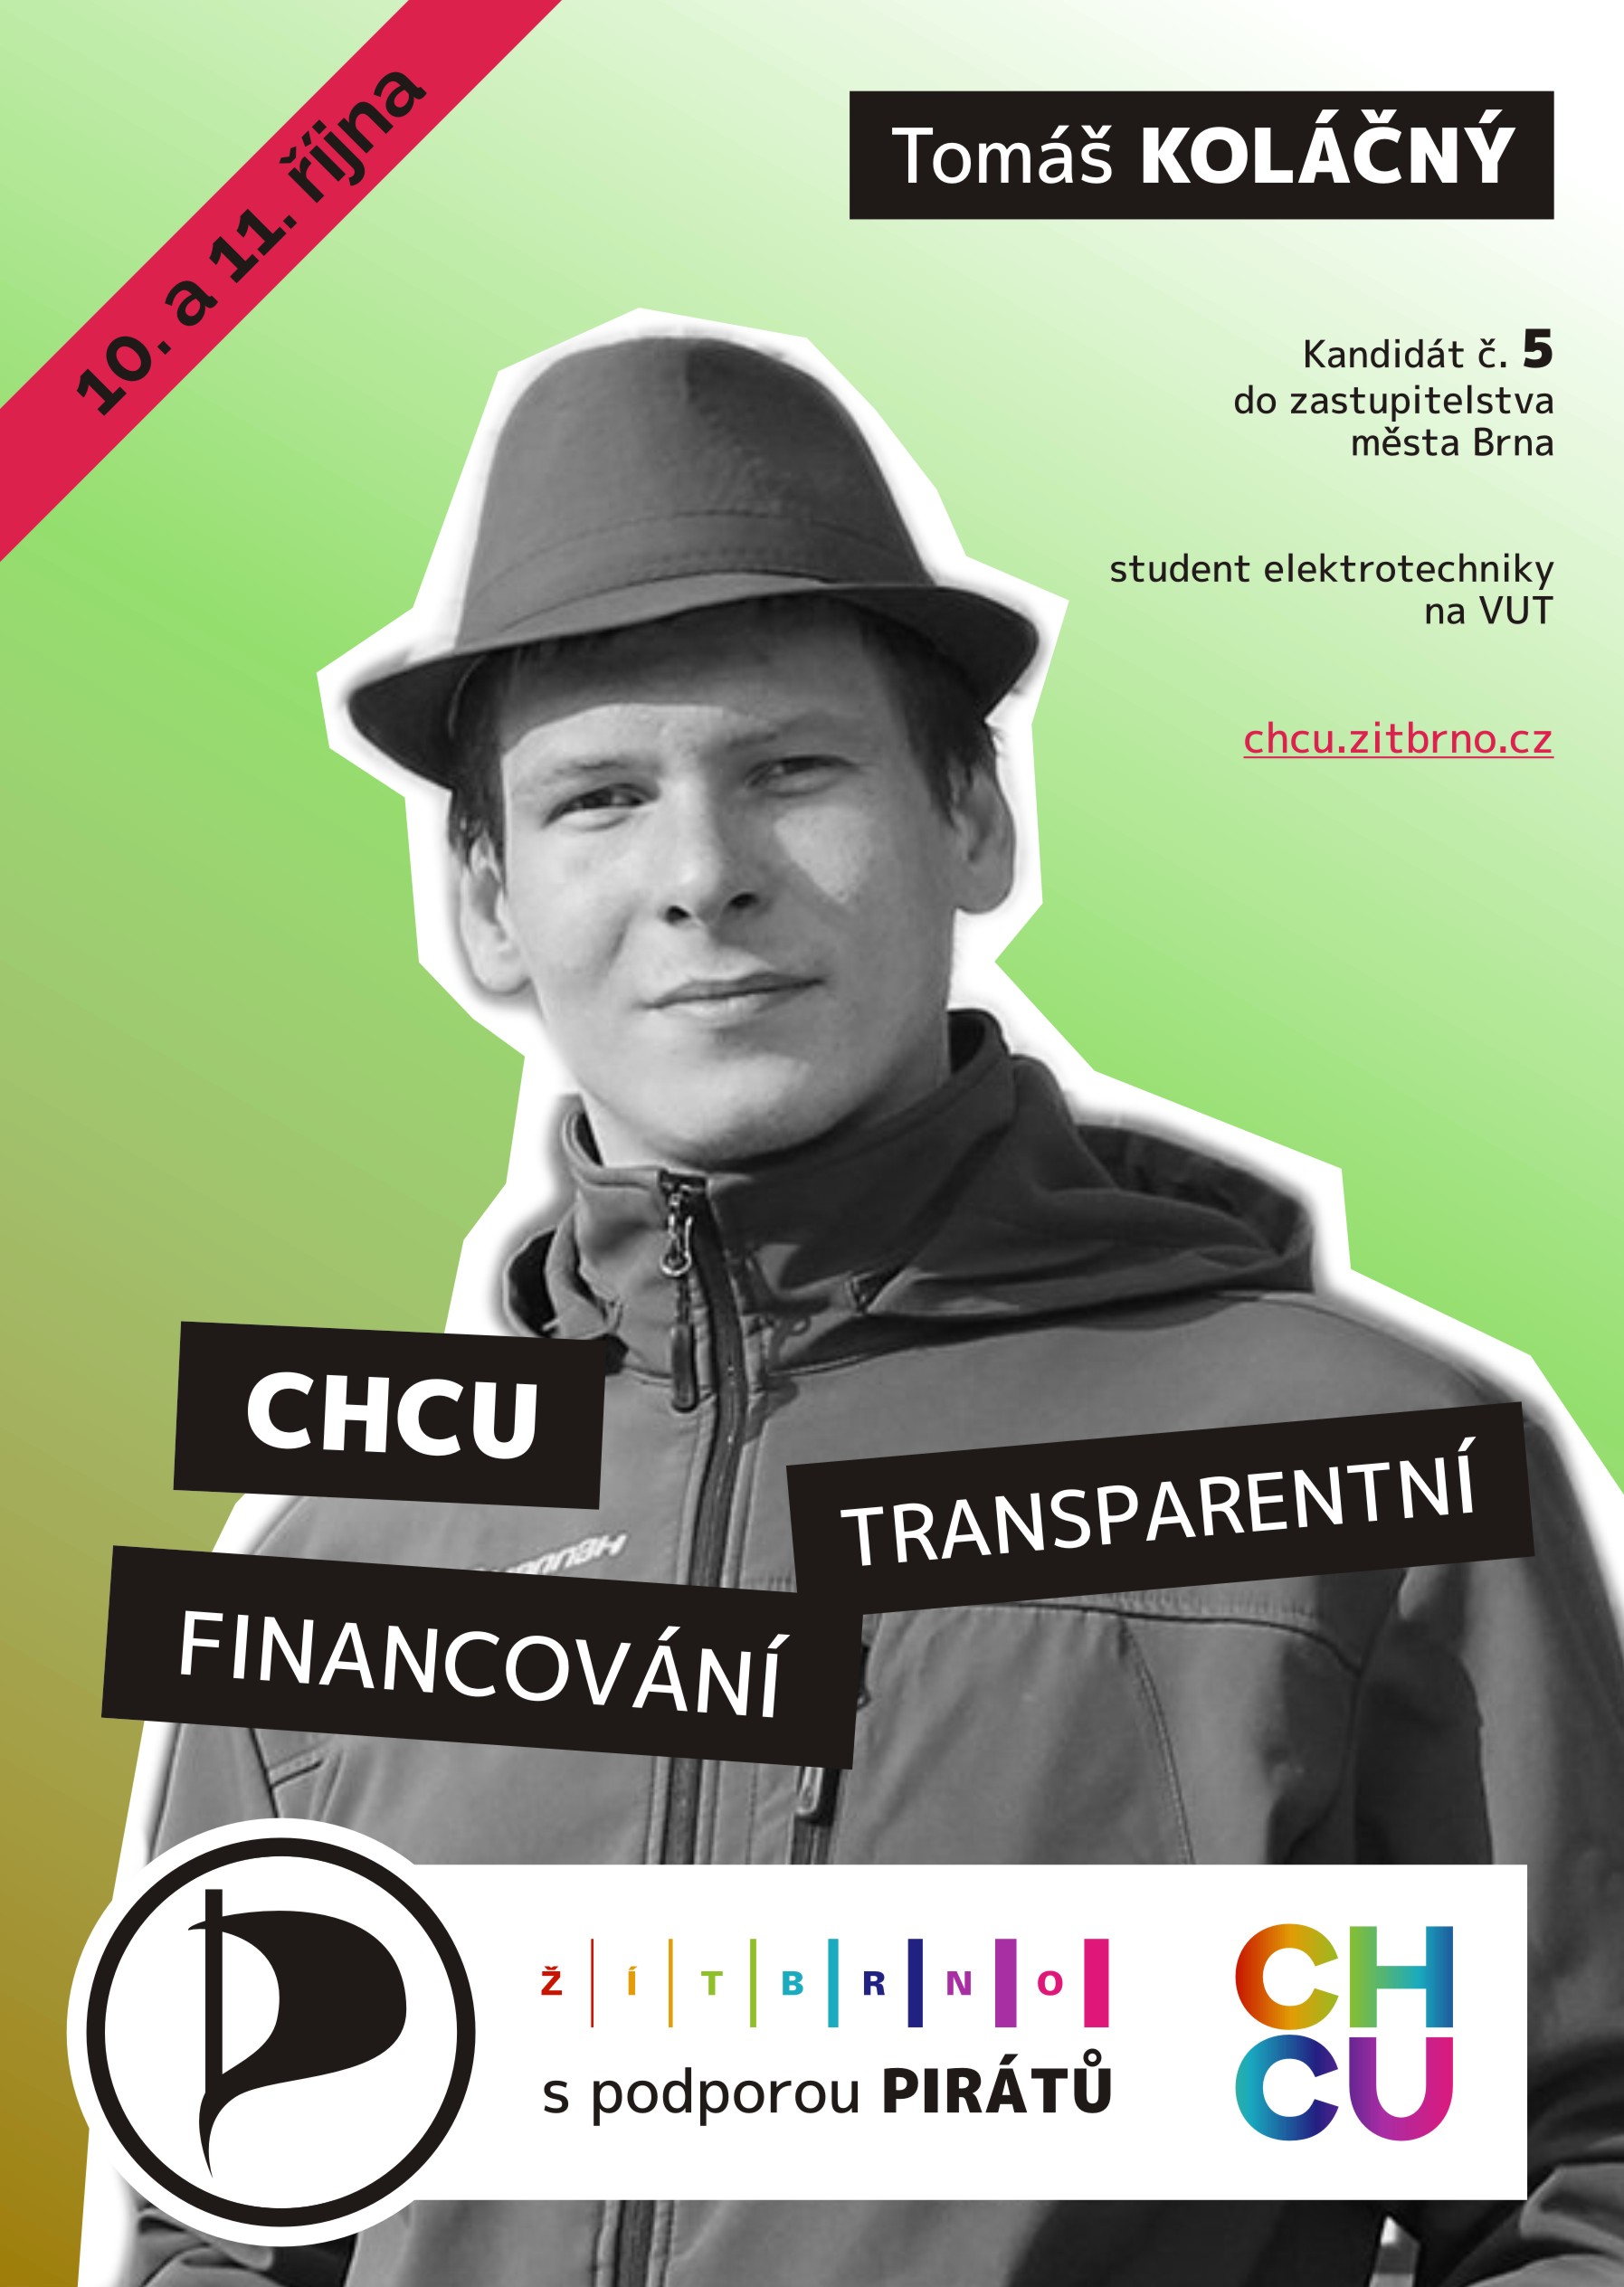 10. a 11. října
Tomáš KOLÁČNÝ
Kandidát č. 5
do zastupitelstva
města Brna
student elektrotechniky
na VUT
chcu.zitbrno.cz
CHCU
TRANSPARENTNÍ
FINANCOVÁNÍ
Ž|Í|T|B|R|N|O|
s podporou PIRÁTŮ
CH
CU